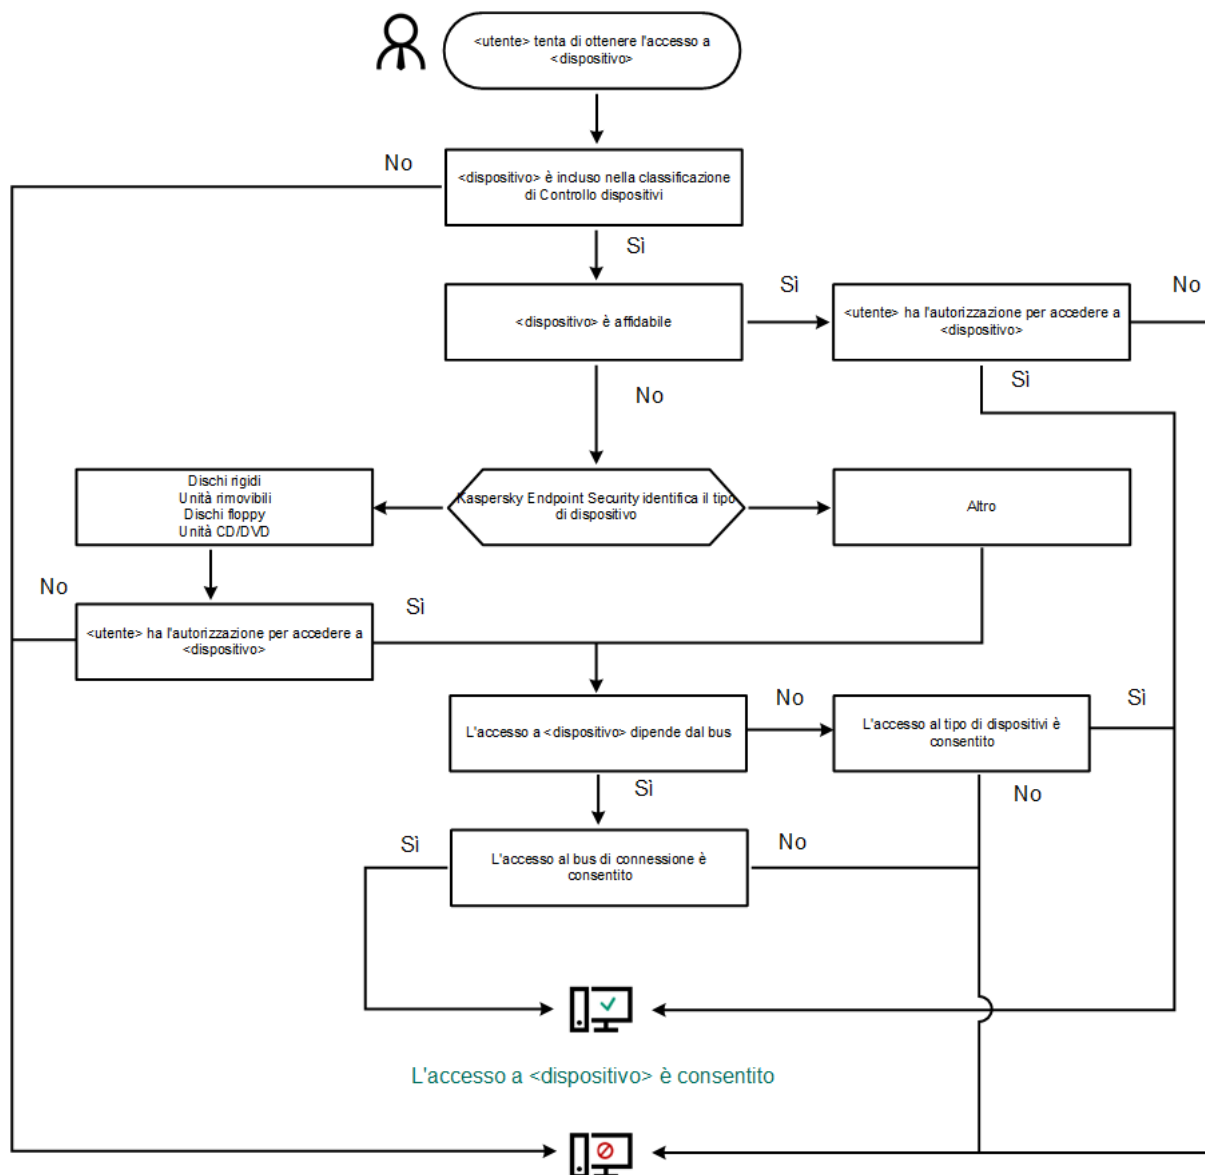 <utente> tenta di ottenere l'accesso a
<dispositivo>
No
<dispositivo> è incluso nella classificazione
di Controllo dispositivi
Sì
<dispositivo> è affidabile
Sì
<utente> ha l'autorizzazione per accedere a
<dispositivo>
No
No
Sì
Dischi rigidi
Unità rimovibili
Dischi floppy
Unità CD/DVD
Kaspersky Endpoint Security identifica il tipo
di dispositivo
Altro
No
<utente> ha l'autorizzazione per accedere a
<dispositivo>
Sì
L'accesso a <dispositivo> dipende dal bus
No
L'accesso al tipo di dispositivi è
consentito
Sì
Sì
No
Sì
L'accesso al bus di connessione è
consentito
No
L'accesso a <dispositivo> è consentito